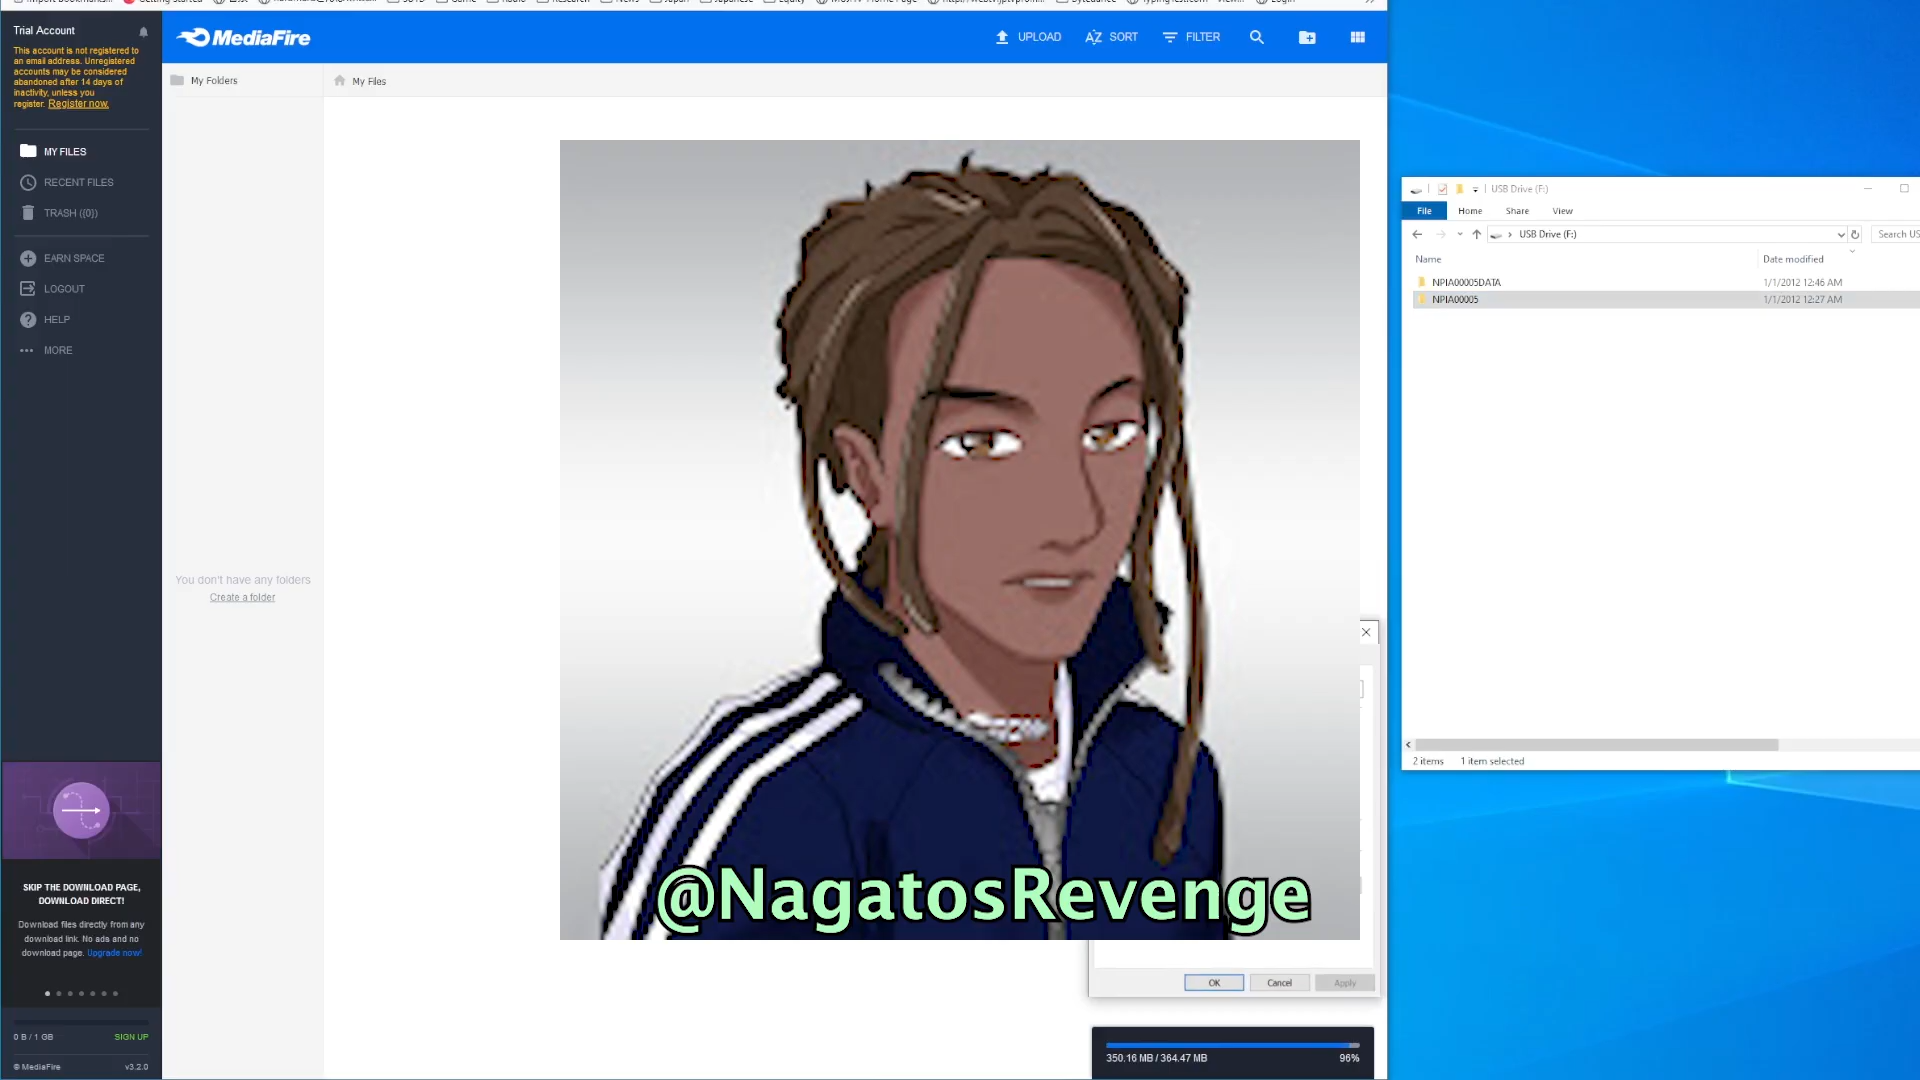 Trial Account
This account is not registered to
an email address. Unregistered
accounts may be considered
abandoned after 14 days of
inactivity, unless you
register. Register now.
MY FILES
RECENT FILES
TRASH ({0})
EARN SPACE
LOGOUT
HELP
MORE
SKIP THE DOWNLOAD PAGE,
DOWNLOAD DIRECT!
Download files directly from any
download link. No ads and no
download page. Upgrade now!
0 B / 1 GB
SIGN UP
© MediaFire
v3.2.0
MediaFire
UPLOAD
SORT
FILTER
My Folders
My Files
You don't have any folders
Create a folder
@NagatosRevenge
OK
Cancel
Apply
350.16 MB / 364.47 MB
96%
USB Drive (F:)
File
Home
Share
View
USB Drive (F:)
Search US
Name
Date modified
NPIA00005DATA
1/1/2012 12:46 AM
NPIA00005
1/1/2012 12:27 AM
2 items
1 item selected